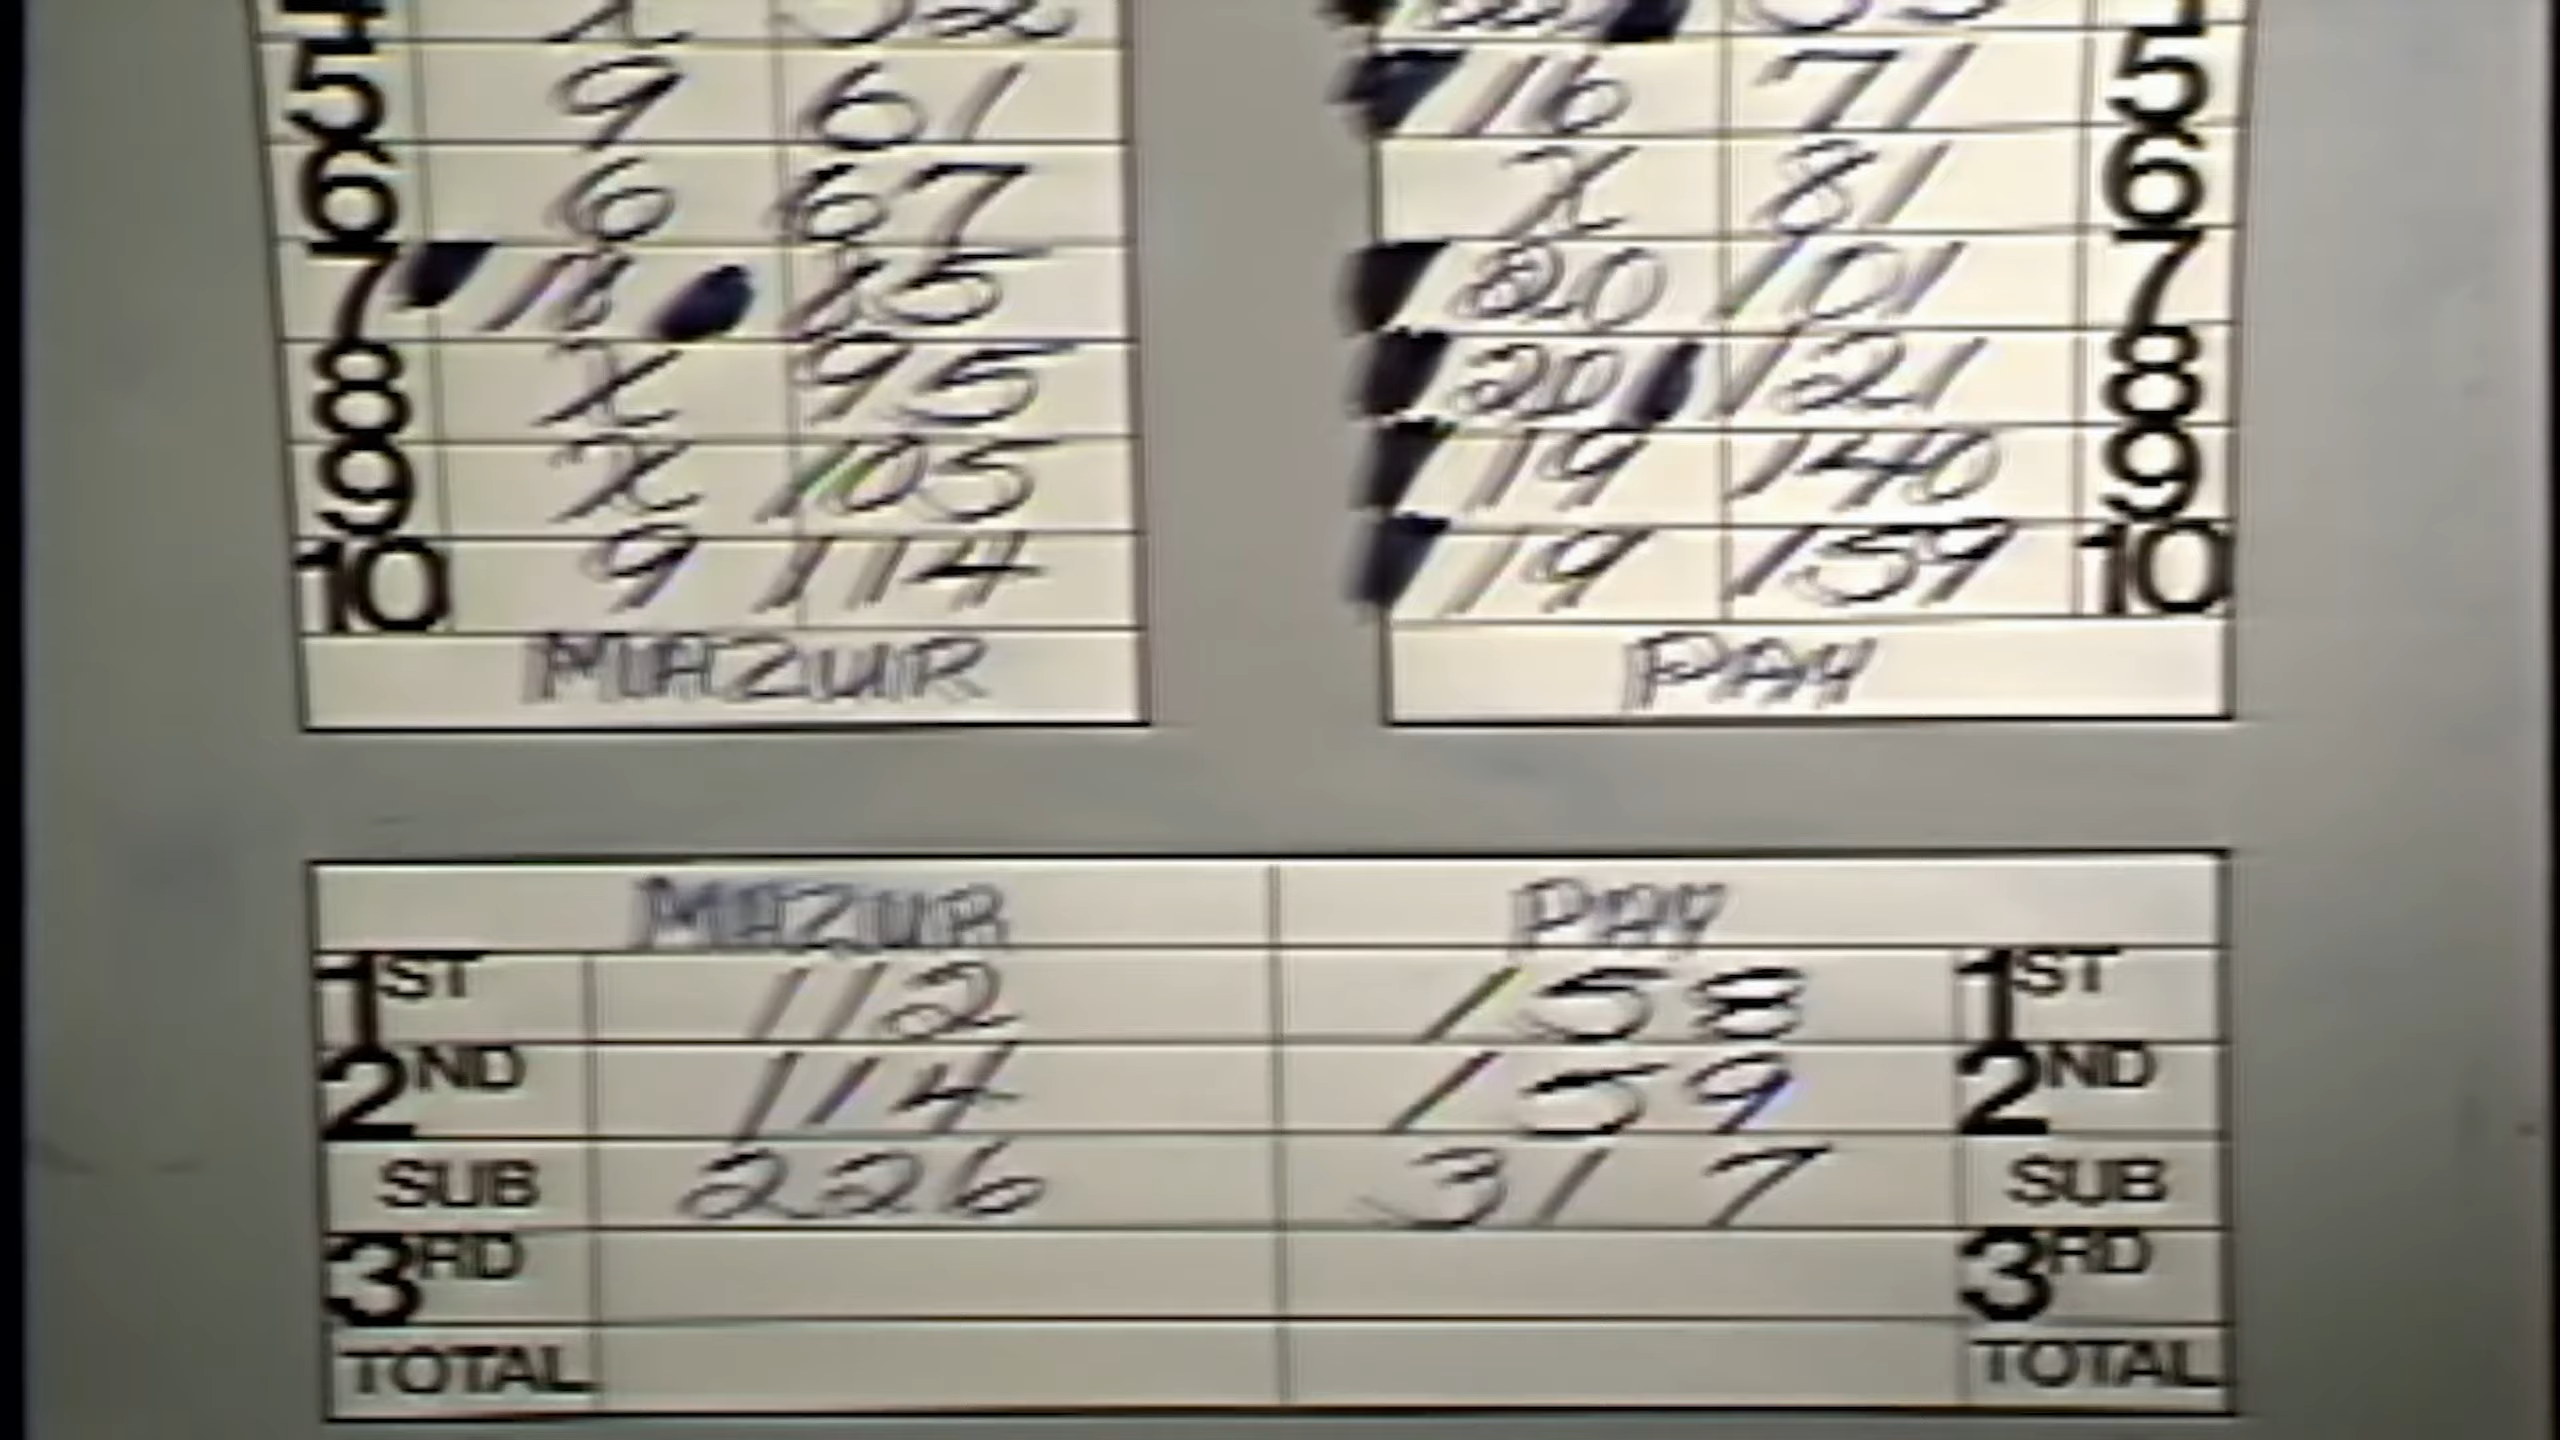 5 9 61
16 71 5
6 6 67
X 81 6
7 18 85
20 101 7
8 X 95
20 121 8
9 X 105
19 140 9
10 9 114
19 159 10
MAZUR
PAY
MAZUR PAY
1ST 112 158 1ST
2ND 114 159 2ND
SUB 226 317 SUB
3RD 3RD
TOTAL TOTAL